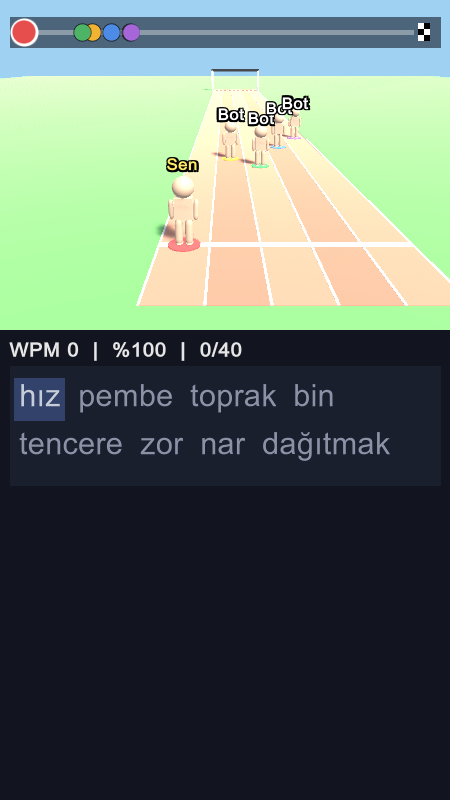 Bot Bot Bot Bot
Sen
WPM 0 | %100 | 0/40
hız pembe toprak bin
tencere zor nar dağıtmak